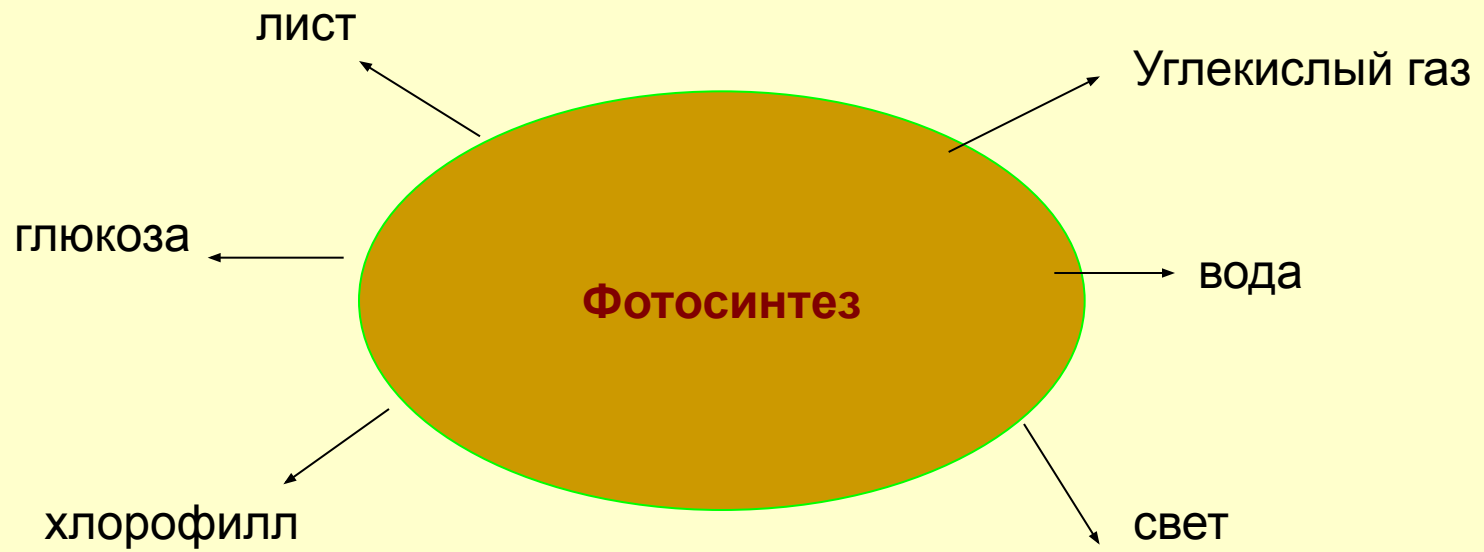 лист
Углекислый газ
глюкоза
вода
Фотосинтез
хлорофилл
свет